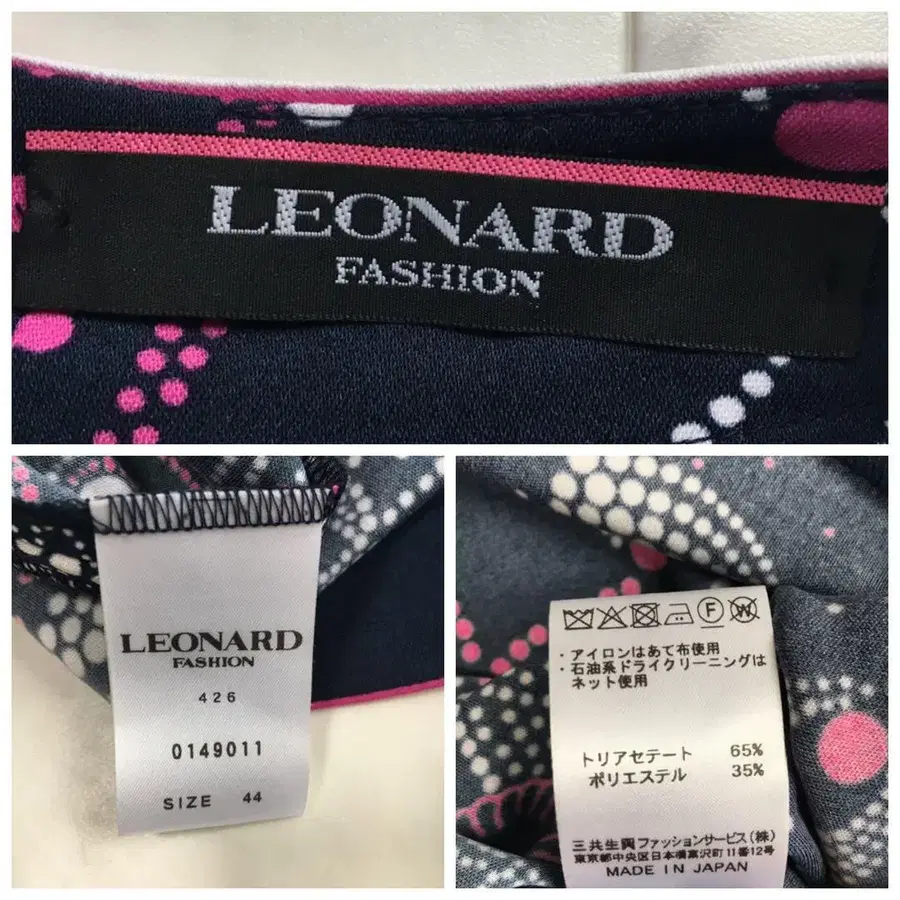 LEONARD
FASHION
LEONARD
FASHION
426
0149011
SIZE 44
F W
・アイロンはあて布使用
・石油系ドライクリーニングは
ネット使用
トリアセテート 65%
ポリエステル 35%
三共生興ファッションサービス(株)
東京都中央区日本橋富沢町11番12号
MADE IN JAPAN